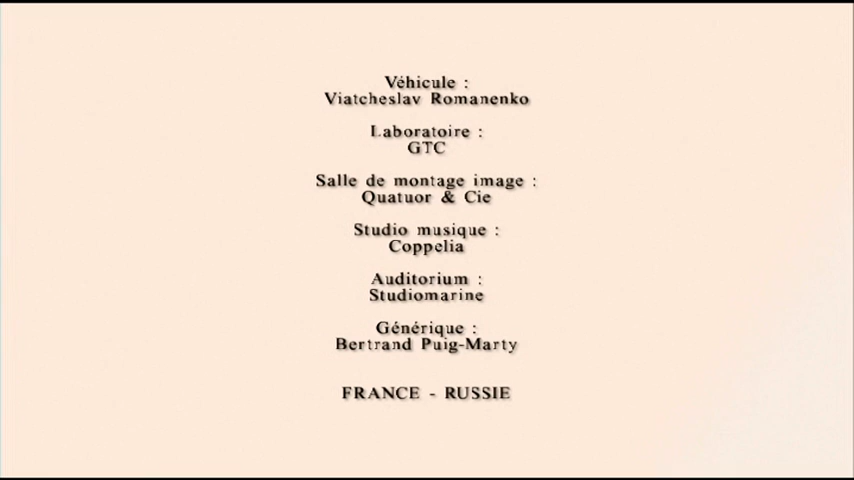 Véhicule :
Viatcheslav Romanenko
Laboratoire :
GTC
Salle de montage image :
Quatuor & Cie
Studio musique :
Coppelia
Auditorium :
Studiomarine
Générique :
Bertrand Puig-Marty
FRANCE - RUSSIE